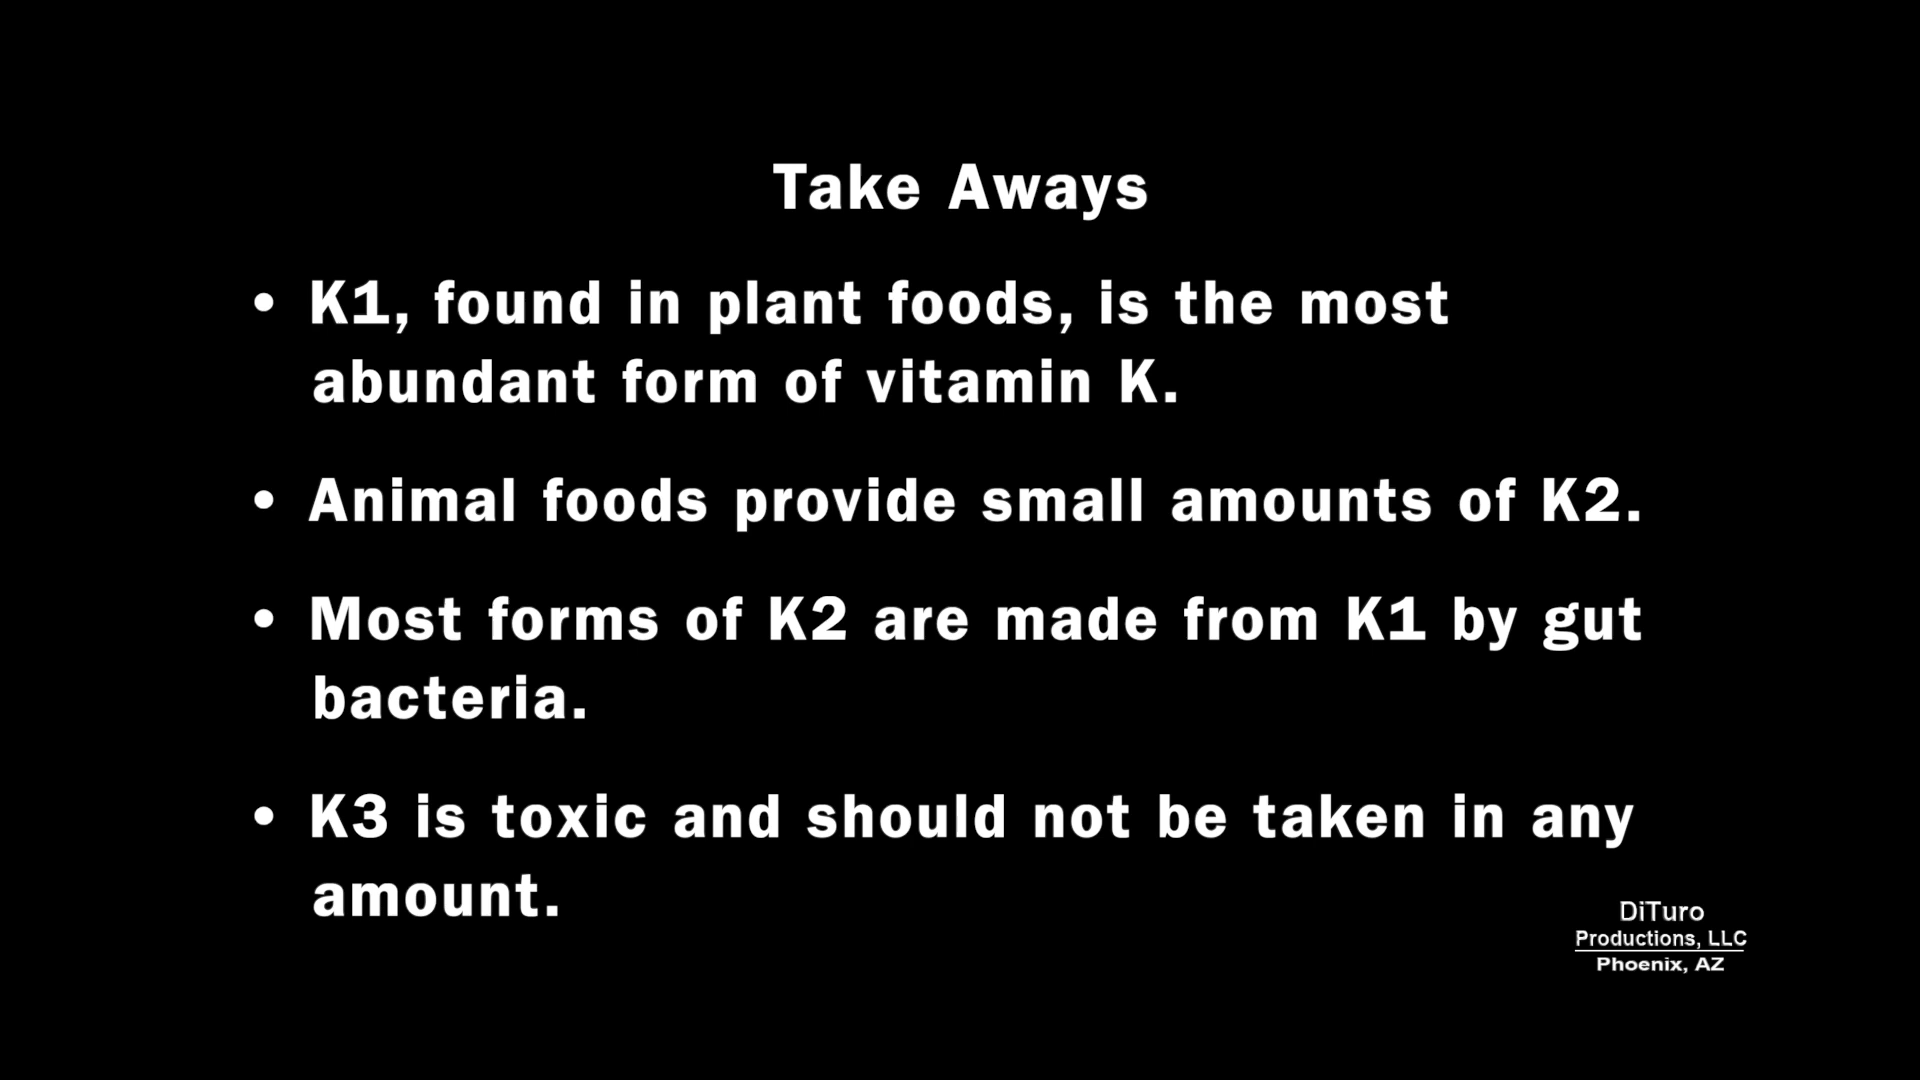 Take Aways
• K1, found in plant foods, is the most
abundant form of vitamin K.
• Animal foods provide small amounts of K2.
• Most forms of K2 are made from K1 by gut
bacteria.
• K3 is toxic and should not be taken in any
amount.
DiTuro
Productions, LLC
Phoenix, AZ